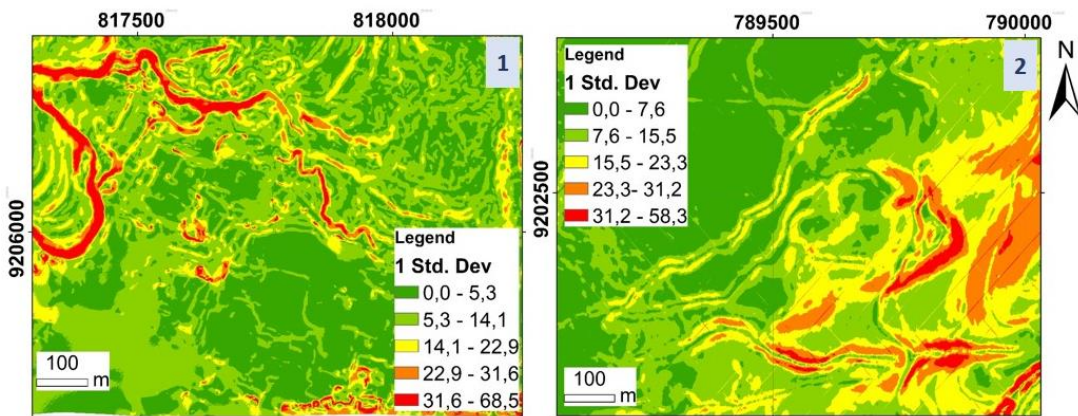 817500
818000
789500
790000
1
2
N
9206000
9202500
Legend
1 Std. Dev
0,0 - 5,3
5,3 - 14,1
14,1 - 22,9
22,9 - 31,6
31,6 - 68,5
100
m
Legend
1 Std. Dev
0,0 - 7,6
7,6 - 15,5
15,5 - 23,3
23,3 - 31,2
31,2 - 58,3
100
m